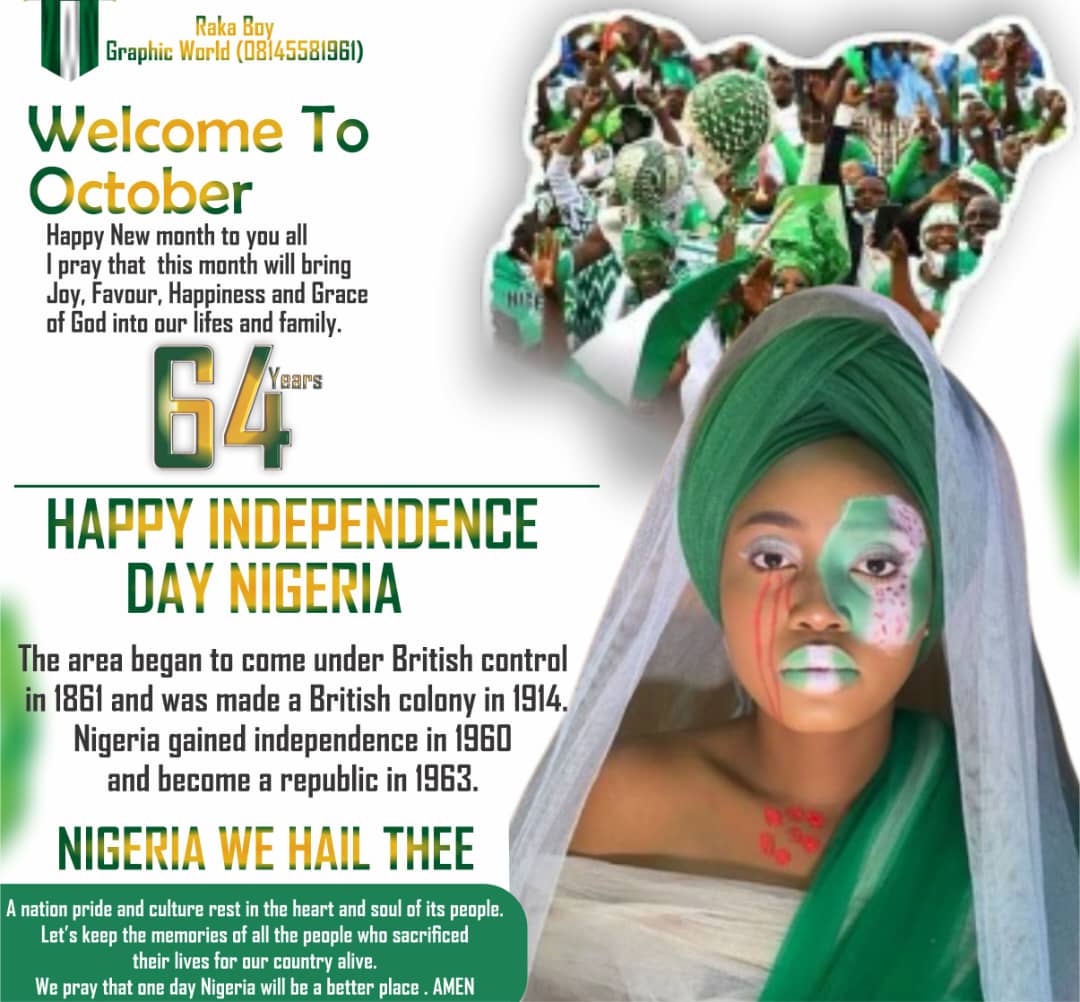 Raka Boy
Graphic World (08145581961)
Welcome To
October
Happy New month to you all
I pray that this month will bring
Joy, Favour, Happiness and Grace
of God into our lifes and family.
64 Years
HAPPY INDEPENDENCE
DAY NIGERIA
The area began to come under British control
in 1861 and was made a British colony in 1914.
Nigeria gained independence in 1960
and become a republic in 1963.
NIGERIA WE HAIL THEE
A nation pride and culture rest in the heart and soul of its people.
Let's keep the memories of all the people who sacrificed
their lives for our country alive.
We pray that one day Nigeria will be a better place . AMEN